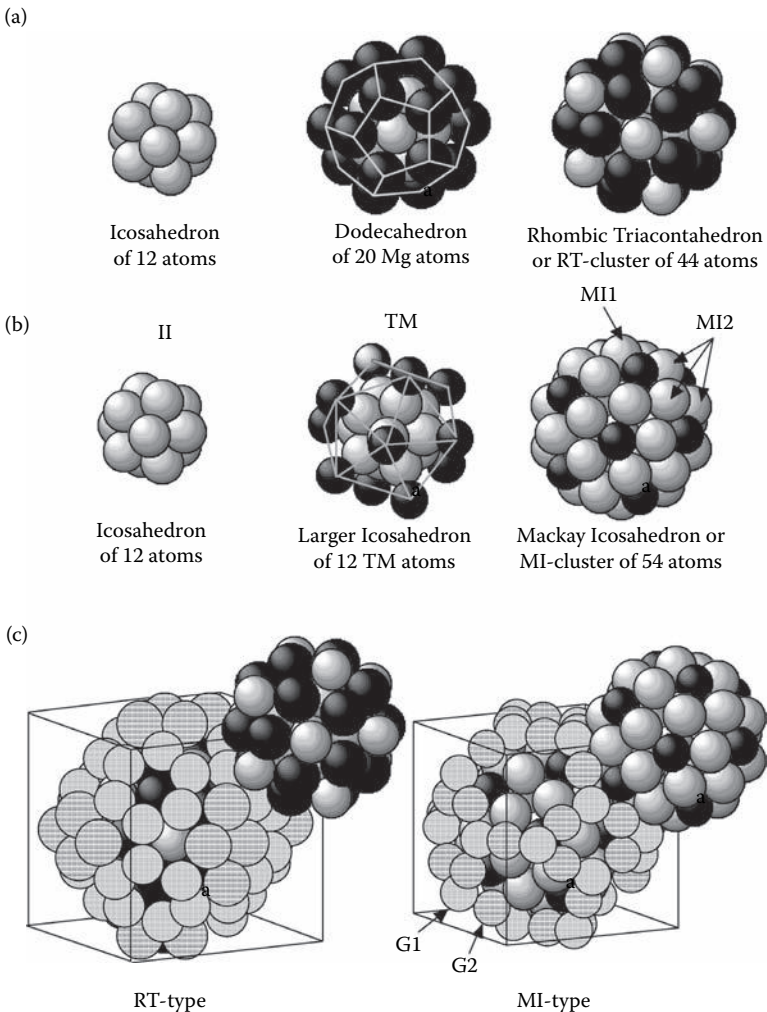 (a)
a
Icosahedron
of 12 atoms
Dodecahedron
of 20 Mg atoms
Rhombic Triacontahedron
or RT-cluster of 44 atoms
(b)
II
TM
MI1
MI2
a
a
Icosahedron
of 12 atoms
Larger Icosahedron
of 12 TM atoms
Mackay Icosahedron or
MI-cluster of 54 atoms
(c)
a
a
a
G1
G2
RT-type
MI-type